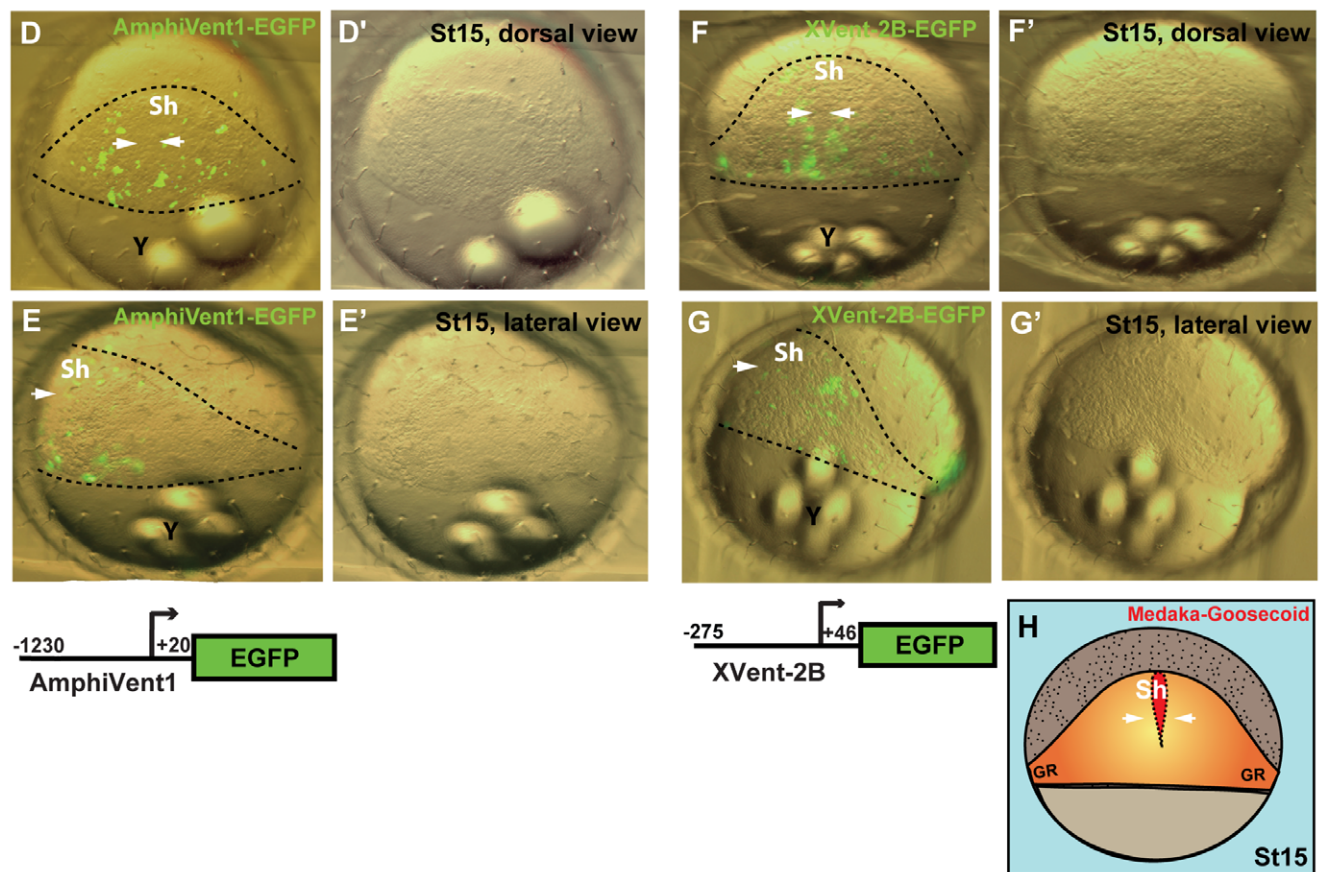 D
AmphiVent1-EGFP
Sh
Y
D'
St15, dorsal view
F
XVent-2B-EGFP
Sh
Y
F'
St15, dorsal view
E
AmphiVent1-EGFP
Sh
Y
E'
St15, lateral view
G
XVent-2B-EGFP
Sh
Y
G'
St15, lateral view
-1230
+20
EGFP
AmphiVent1
-275
+46
EGFP
XVent-2B
H
Medaka-Goosecoid
Sh
GR
GR
St15